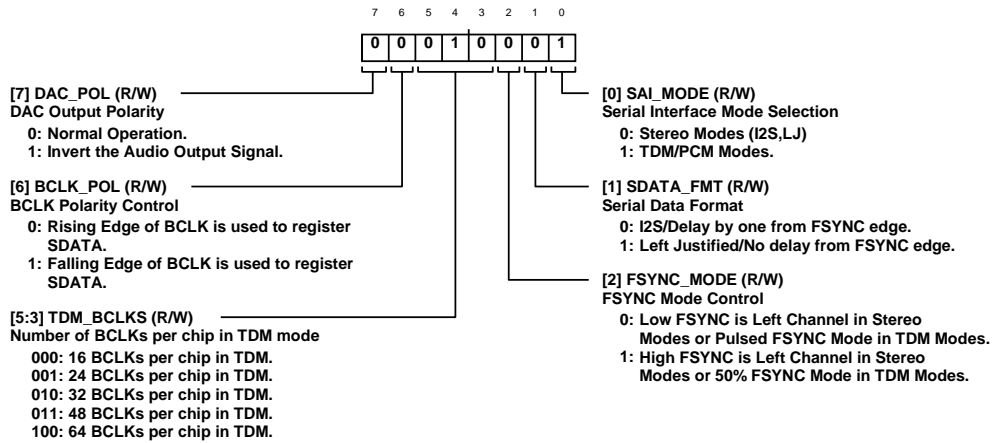 7 6 5 4 3 2 1 0
0 0 0 1 0 0 0 1
[7] DAC_POL (R/W)
DAC Output Polarity
0: Normal Operation.
1: Invert the Audio Output Signal.
[6] BCLK_POL (R/W)
BCLK Polarity Control
0: Rising Edge of BCLK is used to register
SDATA.
1: Falling Edge of BCLK is used to register
SDATA.
[5:3] TDM_BCLKS (R/W)
Number of BCLKs per chip in TDM mode
000: 16 BCLKs per chip in TDM.
001: 24 BCLKs per chip in TDM.
010: 32 BCLKs per chip in TDM.
011: 48 BCLKs per chip in TDM.
100: 64 BCLKs per chip in TDM.
[0] SAI_MODE (R/W)
Serial Interface Mode Selection
0: Stereo Modes (I2S,LJ)
1: TDM/PCM Modes.
[1] SDATA_FMT (R/W)
Serial Data Format
0: I2S/Delay by one from FSYNC edge.
1: Left Justified/No delay from FSYNC edge.
[2] FSYNC_MODE (R/W)
FSYNC Mode Control
0: Low FSYNC is Left Channel in Stereo
Modes or Pulsed FSYNC Mode in TDM Modes.
1: High FSYNC is Left Channel in Stereo
Modes or 50% FSYNC Mode in TDM Modes.